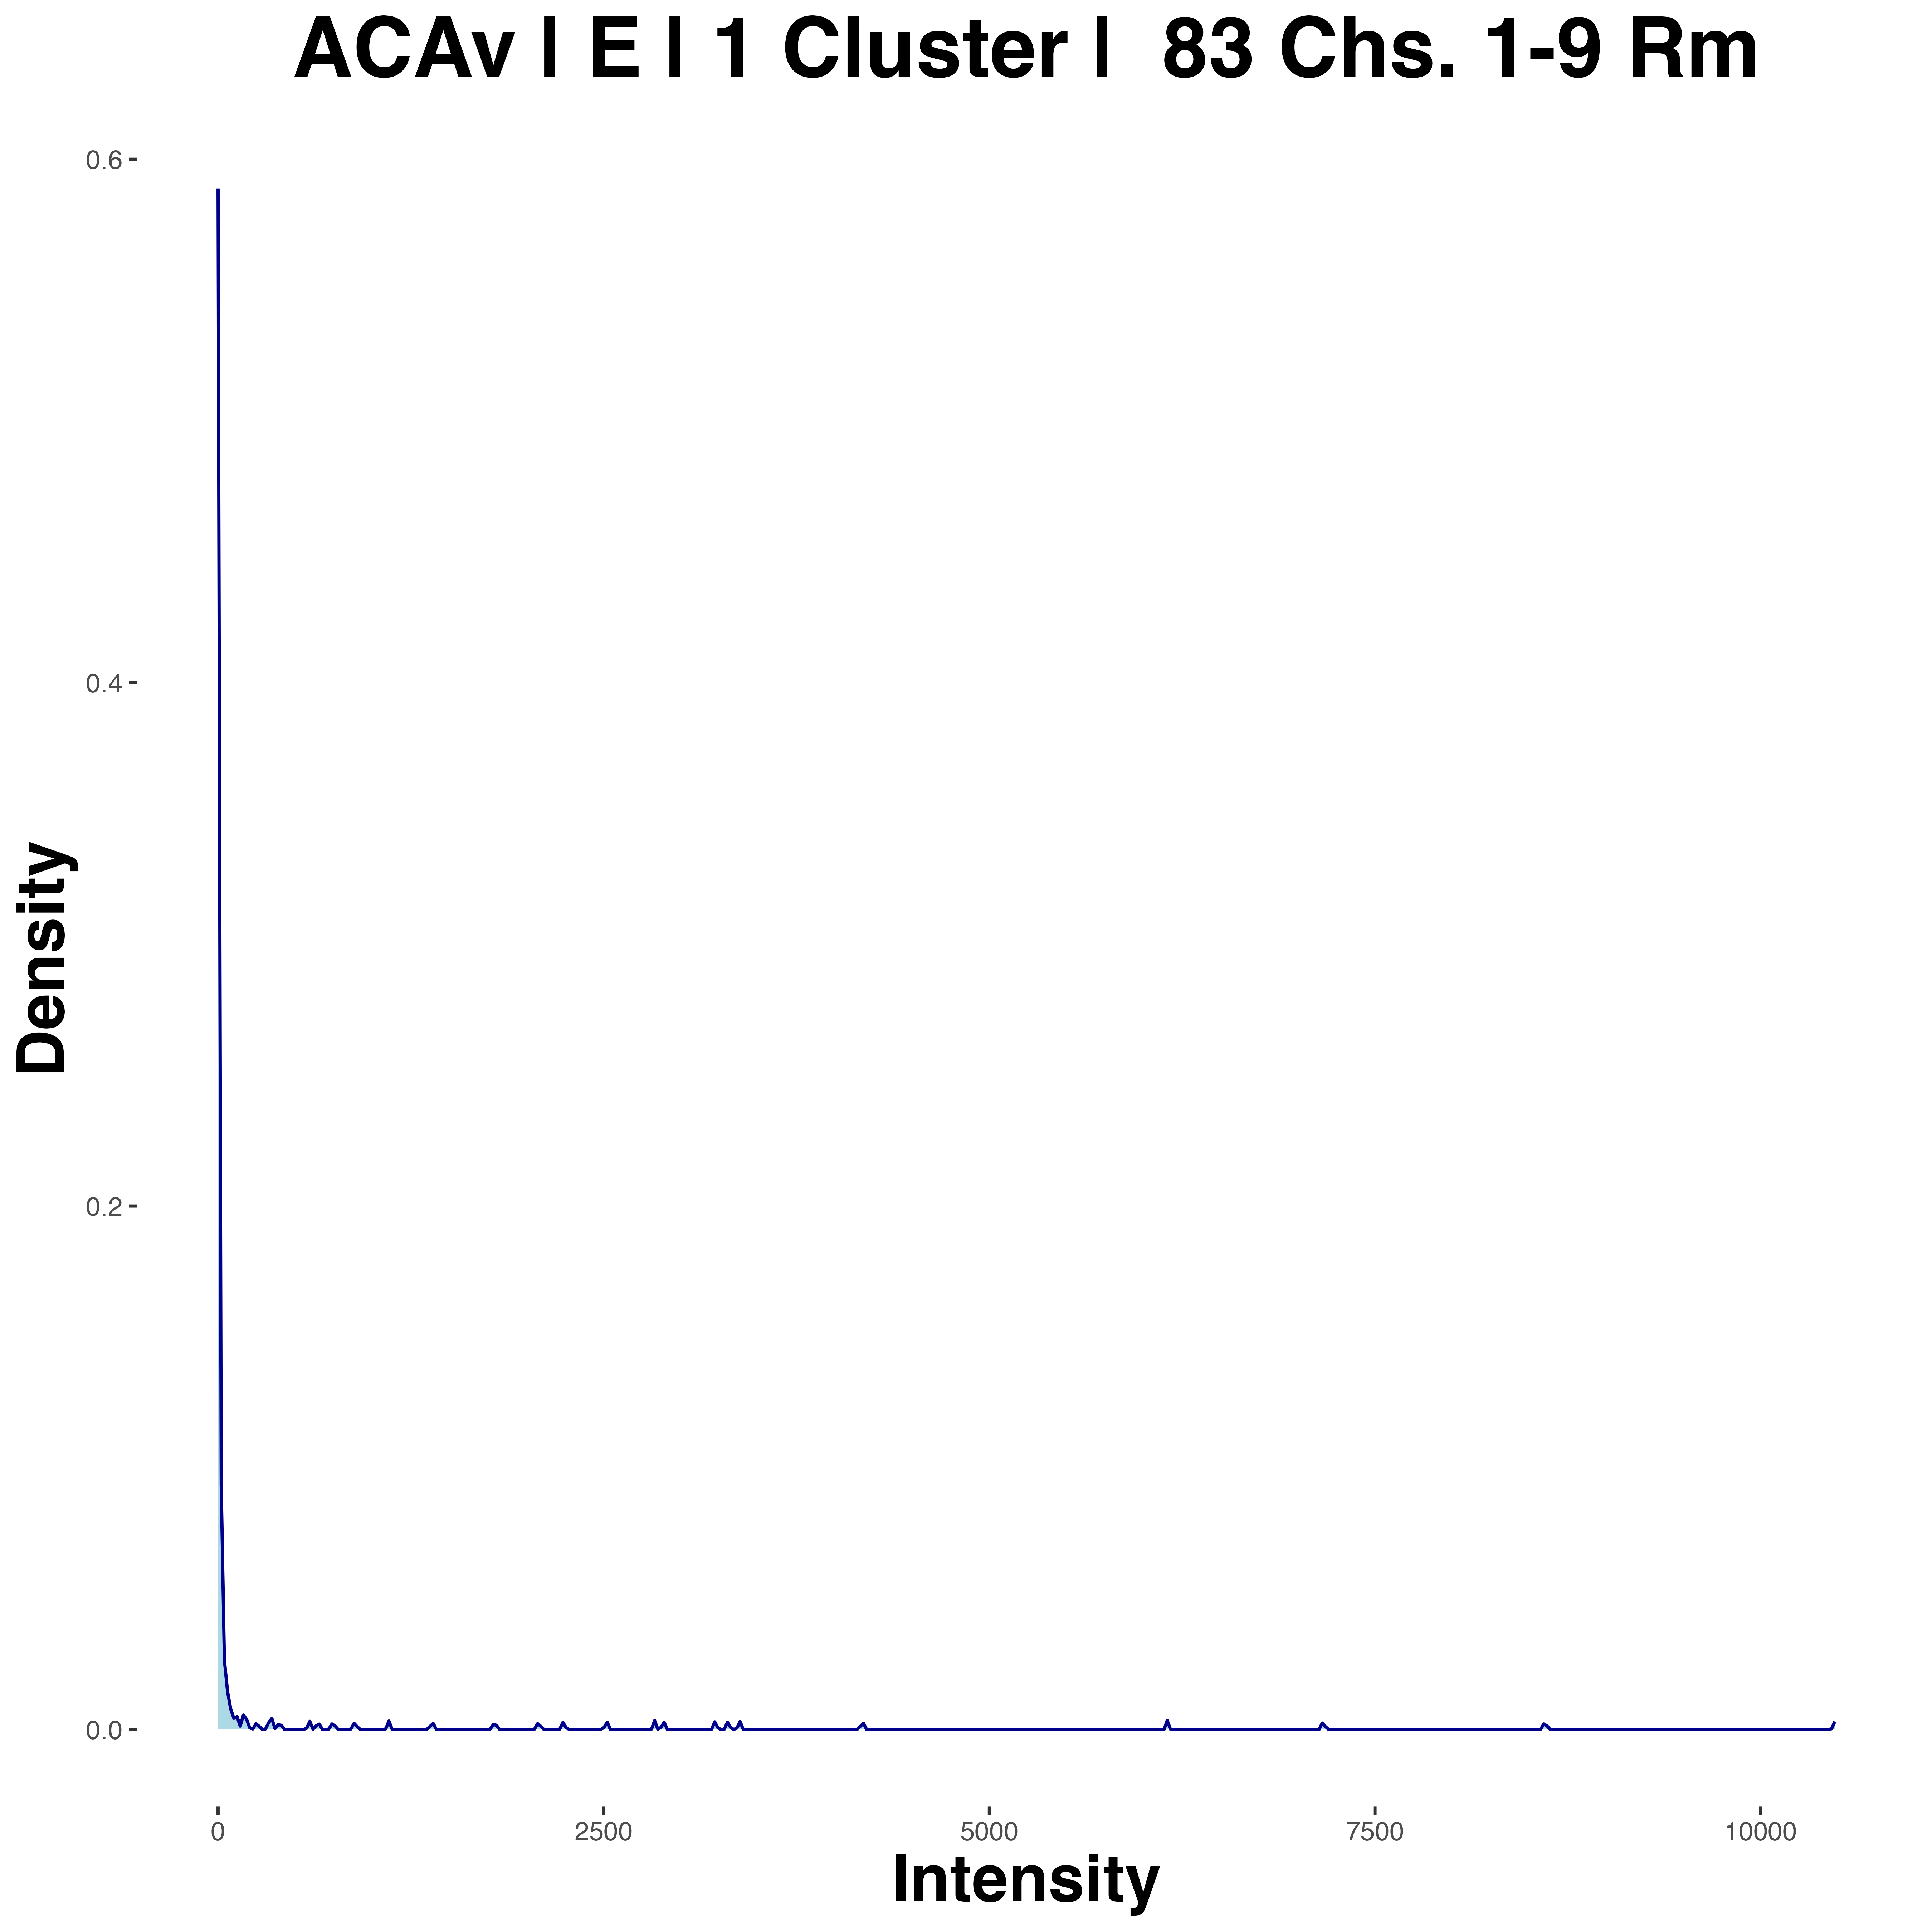 ACAv | E | 1 Cluster |  83 Chs. 1-9 Rm
0.6
0.4
0.2
0.0
Density
0 2500 5000 7500 10000
Intensity